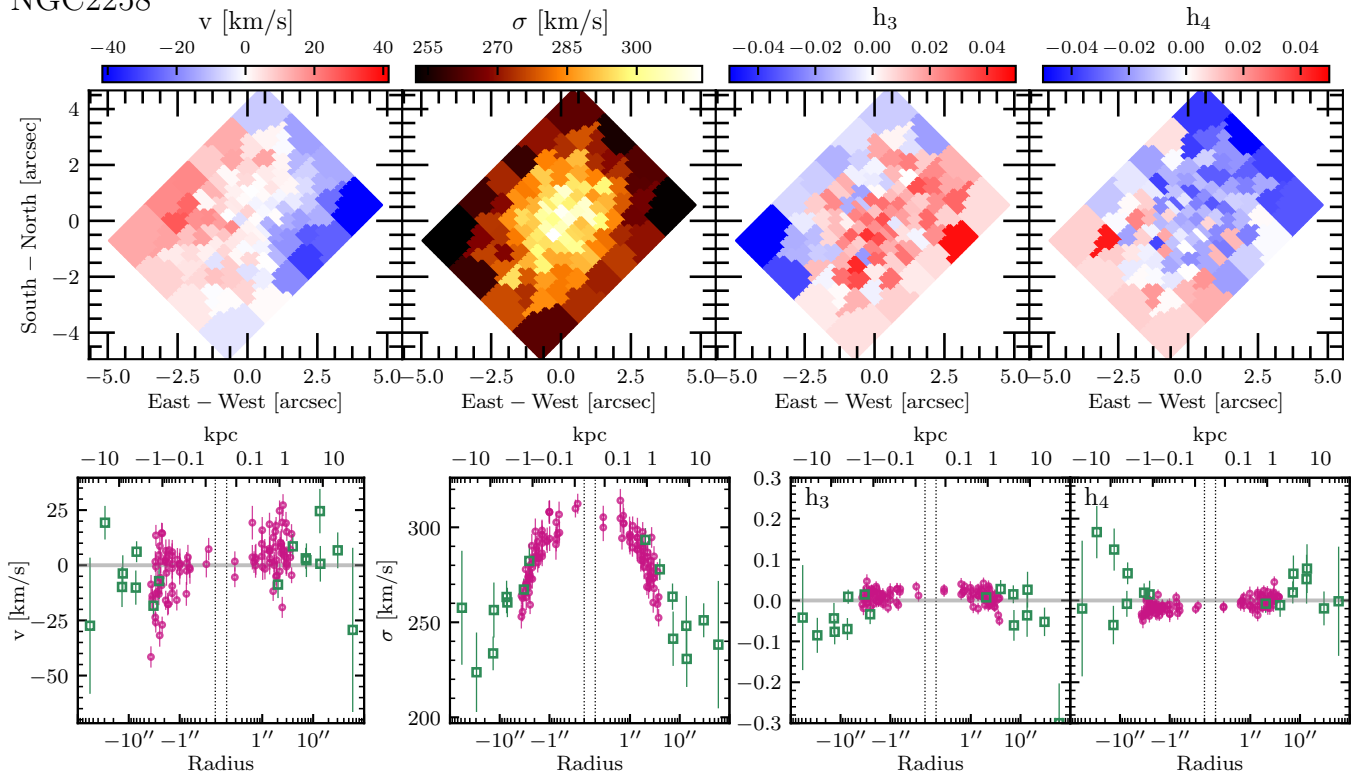 NGC2258
v [km/s] σ [km/s] h₃ h₄
−40 −20 0 20 40 255 270 285 300 −0.04 −0.02 0.00 0.02 0.04 −0.04 −0.02 0.00 0.02 0.04
South − North [arcsec]
4
2
0
−2
−4
−5.0 −2.5 0.0 2.5 5.0 −5.0 −2.5 0.0 2.5 5.0 −5.0 −2.5 0.0 2.5 5.0 −5.0 −2.5 0.0 2.5 5.0
East − West [arcsec] East − West [arcsec] East − West [arcsec] East − West [arcsec]
kpc kpc kpc kpc
−10 −1 −0.1 0.1 1 10 −10 −1 −0.1 0.1 1 10 −10 −1 −0.1 0.1 1 10 −10 −1 −0.1 0.1 1 10
v [km/s]
25
0
−25
−50
σ [km/s]
300
250
200
h₃ h₄
0.3
0.2
0.1
0.0
−0.1
−0.2
−0.3
−10″ −1″ 1″ 10″ −10″ −1″ 1″ 10″ −10″ −1″ 1″ 10″ −10″ −1″ 1″ 10″
Radius Radius Radius Radius